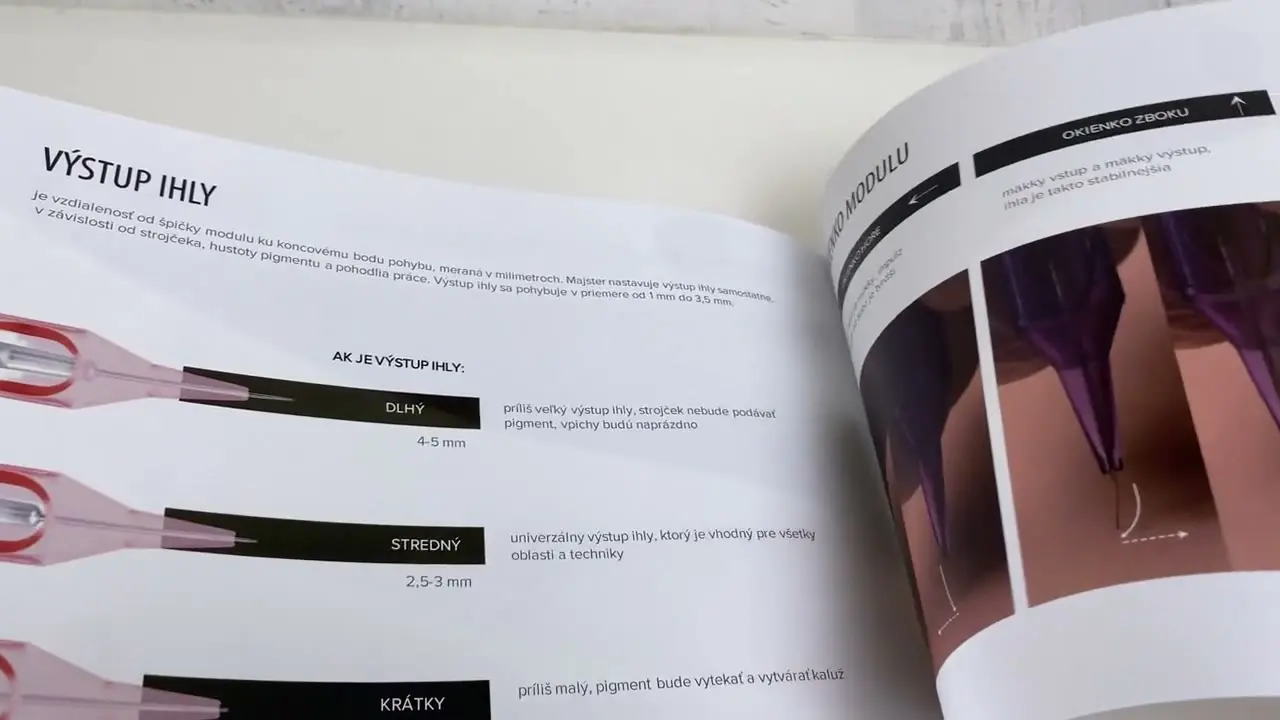 VÝSTUP IHLY
je vzdialenosť od špičky modulu ku koncovému bodu pohybu, meraná v milimetroch. Majster nastavuje výstup ihly samostatne,
v závislosti od strojčeka, hustoty pigmentu a pohodlia práce. Výstup ihly sa pohybuje v priemere od 1 mm do 3,5 mm.
AK JE VÝSTUP IHLY:
DLHÝ
4-5 mm
príliš veľký výstup ihly, strojček nebude podávať
pigment, vpichy budú naprázdno
STREDNÝ
2,5-3 mm
univerzálny výstup ihly, ktorý je vhodný pre všetky
oblasti a techniky
KRÁTKY
príliš malý, pigment bude vytekať a vytvárať kaluž
MODULU
OKIENKO ZBOKU
mäkký vstup a mäkký výstup,
ihla je takto stabilnejšia